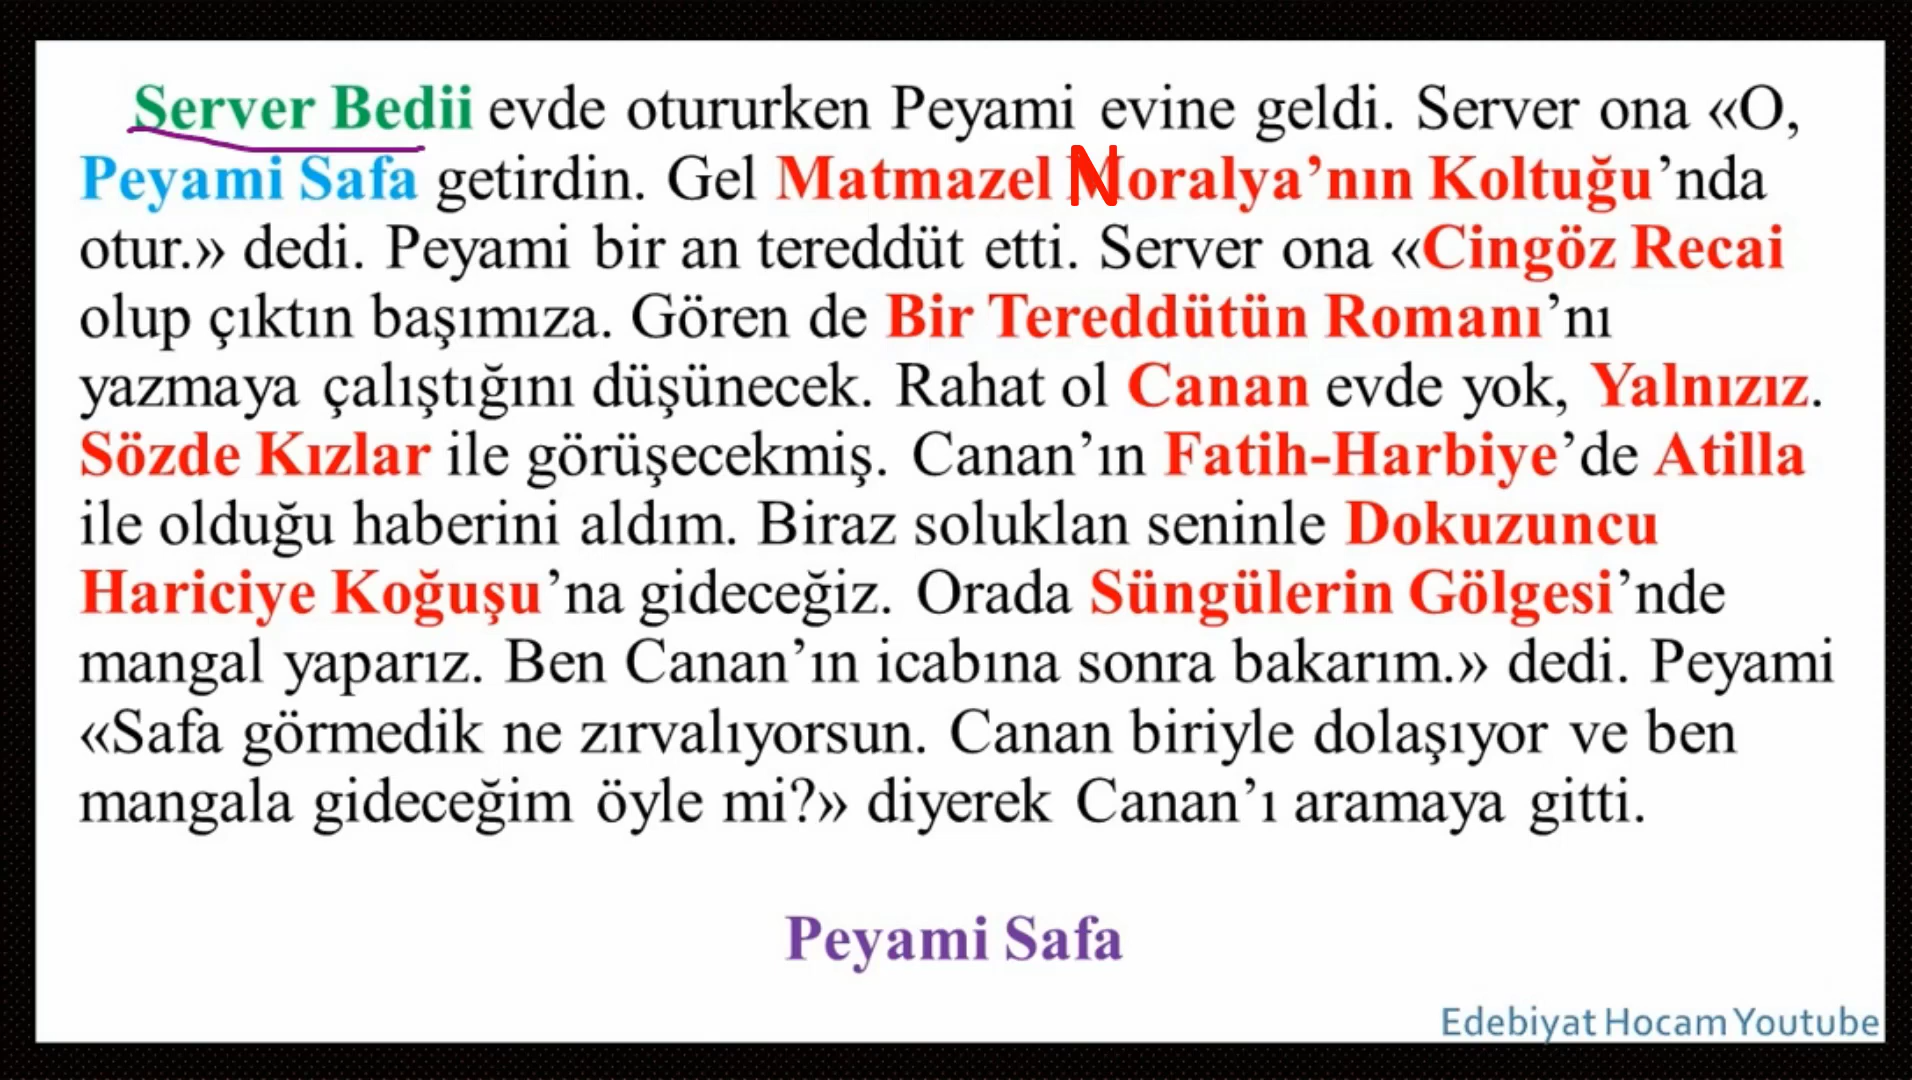 Server Bedii evde otururken Peyami evine geldi. Server ona «O,
Peyami Safa getirdin. Gel Matmazel Noralya’nın Koltuğu’nda
otur.» dedi. Peyami bir an tereddüt etti. Server ona «Cingöz Recai
olup çıktın başımıza. Gören de Bir Tereddütün Romanı’nı
yazmaya çalıştığını düşünecek. Rahat ol Canan evde yok, Yalnızız.
Sözde Kızlar ile görüşecekmiş. Canan’ın Fatih-Harbiye’de Atilla
ile olduğu haberini aldım. Biraz soluklan seninle Dokuzuncu
Hariciye Koğuşu’na gideceğiz. Orada Süngülerin Gölgesi’nde
mangal yaparız. Ben Canan’ın icabına sonra bakarım.» dedi. Peyami
«Safa görmedik ne zırvalıyorsun. Canan biriyle dolaşıyor ve ben
mangala gideceğim öyle mi?» diyerek Canan’ı aramaya gitti.
Peyami Safa
Edebiyat Hocam Youtube